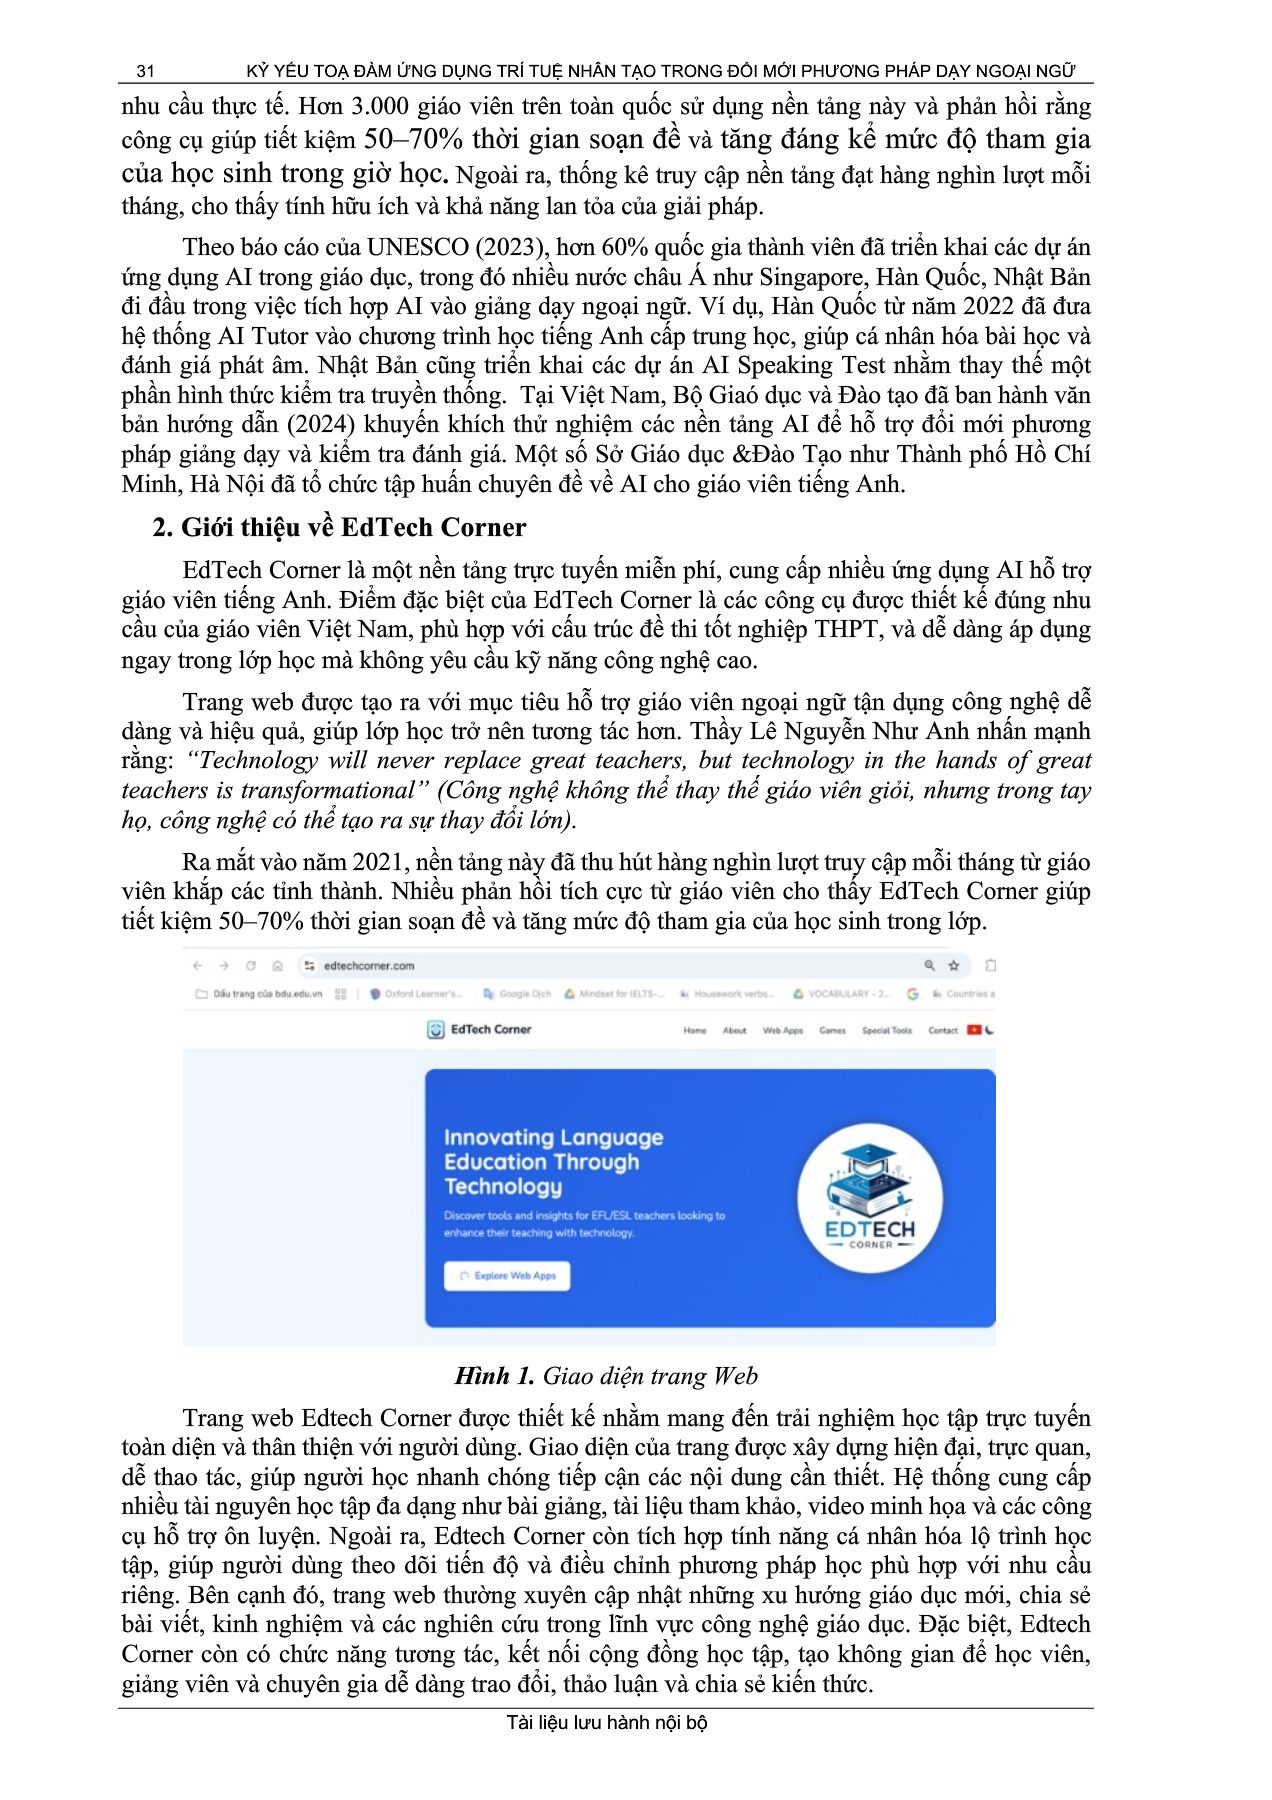 31 KỶ YẾU TOẠ ĐÀM ỨNG DỤNG TRÍ TUỆ NHÂN TẠO TRONG ĐỔI MỚI PHƯƠNG PHÁP DẠY NGOẠI NGỮ
nhu cầu thực tế. Hơn 3.000 giáo viên trên toàn quốc sử dụng nền tảng này và phản hồi rằng
công cụ giúp tiết kiệm 50–70% thời gian soạn đề và tăng đáng kể mức độ tham gia
của học sinh trong giờ học. Ngoài ra, thống kê truy cập nền tảng đạt hàng nghìn lượt mỗi
tháng, cho thấy tính hữu ích và khả năng lan tỏa của giải pháp.
Theo báo cáo của UNESCO (2023), hơn 60% quốc gia thành viên đã triển khai các dự án
ứng dụng AI trong giáo dục, trong đó nhiều nước châu Á như Singapore, Hàn Quốc, Nhật Bản
đi đầu trong việc tích hợp AI vào giảng dạy ngoại ngữ. Ví dụ, Hàn Quốc từ năm 2022 đã đưa
hệ thống AI Tutor vào chương trình học tiếng Anh cấp trung học, giúp cá nhân hóa bài học và
đánh giá phát âm. Nhật Bản cũng triển khai các dự án AI Speaking Test nhằm thay thế một
phần hình thức kiểm tra truyền thống. Tại Việt Nam, Bộ Giaó dục và Đào tạo đã ban hành văn
bản hướng dẫn (2024) khuyến khích thử nghiệm các nền tảng AI để hỗ trợ đổi mới phương
pháp giảng dạy và kiểm tra đánh giá. Một số Sở Giáo dục &Đào Tạo như Thành phố Hồ Chí
Minh, Hà Nội đã tổ chức tập huấn chuyên đề về AI cho giáo viên tiếng Anh.
2. Giới thiệu về EdTech Corner
EdTech Corner là một nền tảng trực tuyến miễn phí, cung cấp nhiều ứng dụng AI hỗ trợ
giáo viên tiếng Anh. Điểm đặc biệt của EdTech Corner là các công cụ được thiết kế đúng nhu
cầu của giáo viên Việt Nam, phù hợp với cấu trúc đề thi tốt nghiệp THPT, và dễ dàng áp dụng
ngay trong lớp học mà không yêu cầu kỹ năng công nghệ cao.
Trang web được tạo ra với mục tiêu hỗ trợ giáo viên ngoại ngữ tận dụng công nghệ dễ
dàng và hiệu quả, giúp lớp học trở nên tương tác hơn. Thầy Lê Nguyễn Như Anh nhấn mạnh
rằng: “Technology will never replace great teachers, but technology in the hands of great
teachers is transformational” (Công nghệ không thể thay thế giáo viên giỏi, nhưng trong tay
họ, công nghệ có thể tạo ra sự thay đổi lớn).
Ra mắt vào năm 2021, nền tảng này đã thu hút hàng nghìn lượt truy cập mỗi tháng từ giáo
viên khắp các tỉnh thành. Nhiều phản hồi tích cực từ giáo viên cho thấy EdTech Corner giúp
tiết kiệm 50–70% thời gian soạn đề và tăng mức độ tham gia của học sinh trong lớp.
edtechcorner.com
Dấu trang của bdu.edu.vn Oxford Learner's... Google Dịch Mindset for IELTS-... Housework verbs... VOCABULARY - 2... Countries a
EdTech Corner Home About Web Apps Games Special Tools Contact
Innovating Language
Education Through
Technology
Discover tools and insights for EFL/ESL teachers looking to
enhance their teaching with technology.
Explore Web Apps
EDTECH
CORNER
Hình 1. Giao diện trang Web
Trang web Edtech Corner được thiết kế nhằm mang đến trải nghiệm học tập trực tuyến
toàn diện và thân thiện với người dùng. Giao diện của trang được xây dựng hiện đại, trực quan,
dễ thao tác, giúp người học nhanh chóng tiếp cận các nội dung cần thiết. Hệ thống cung cấp
nhiều tài nguyên học tập đa dạng như bài giảng, tài liệu tham khảo, video minh họa và các công
cụ hỗ trợ ôn luyện. Ngoài ra, Edtech Corner còn tích hợp tính năng cá nhân hóa lộ trình học
tập, giúp người dùng theo dõi tiến độ và điều chỉnh phương pháp học phù hợp với nhu cầu
riêng. Bên cạnh đó, trang web thường xuyên cập nhật những xu hướng giáo dục mới, chia sẻ
bài viết, kinh nghiệm và các nghiên cứu trong lĩnh vực công nghệ giáo dục. Đặc biệt, Edtech
Corner còn có chức năng tương tác, kết nối cộng đồng học tập, tạo không gian để học viên,
giảng viên và chuyên gia dễ dàng trao đổi, thảo luận và chia sẻ kiến thức.
Tài liệu lưu hành nội bộ